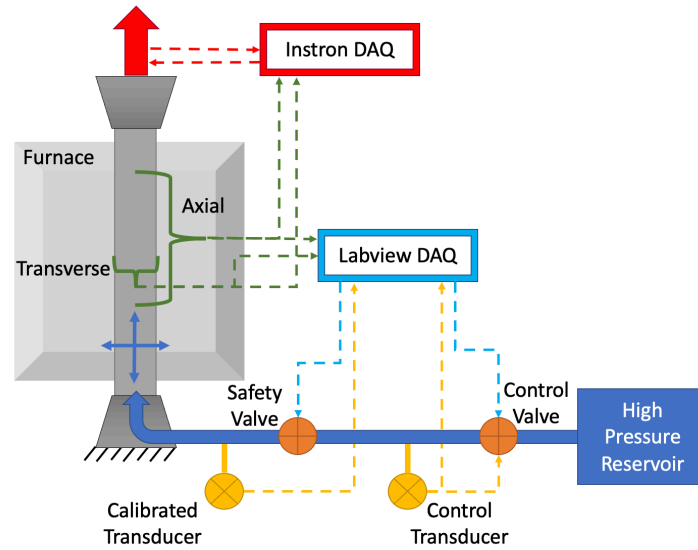 Instron DAQ
Furnace
Axial
Transverse
Labview DAQ
Safety
Valve
Control
Valve
High
Pressure
Reservoir
Calibrated
Transducer
Control
Transducer